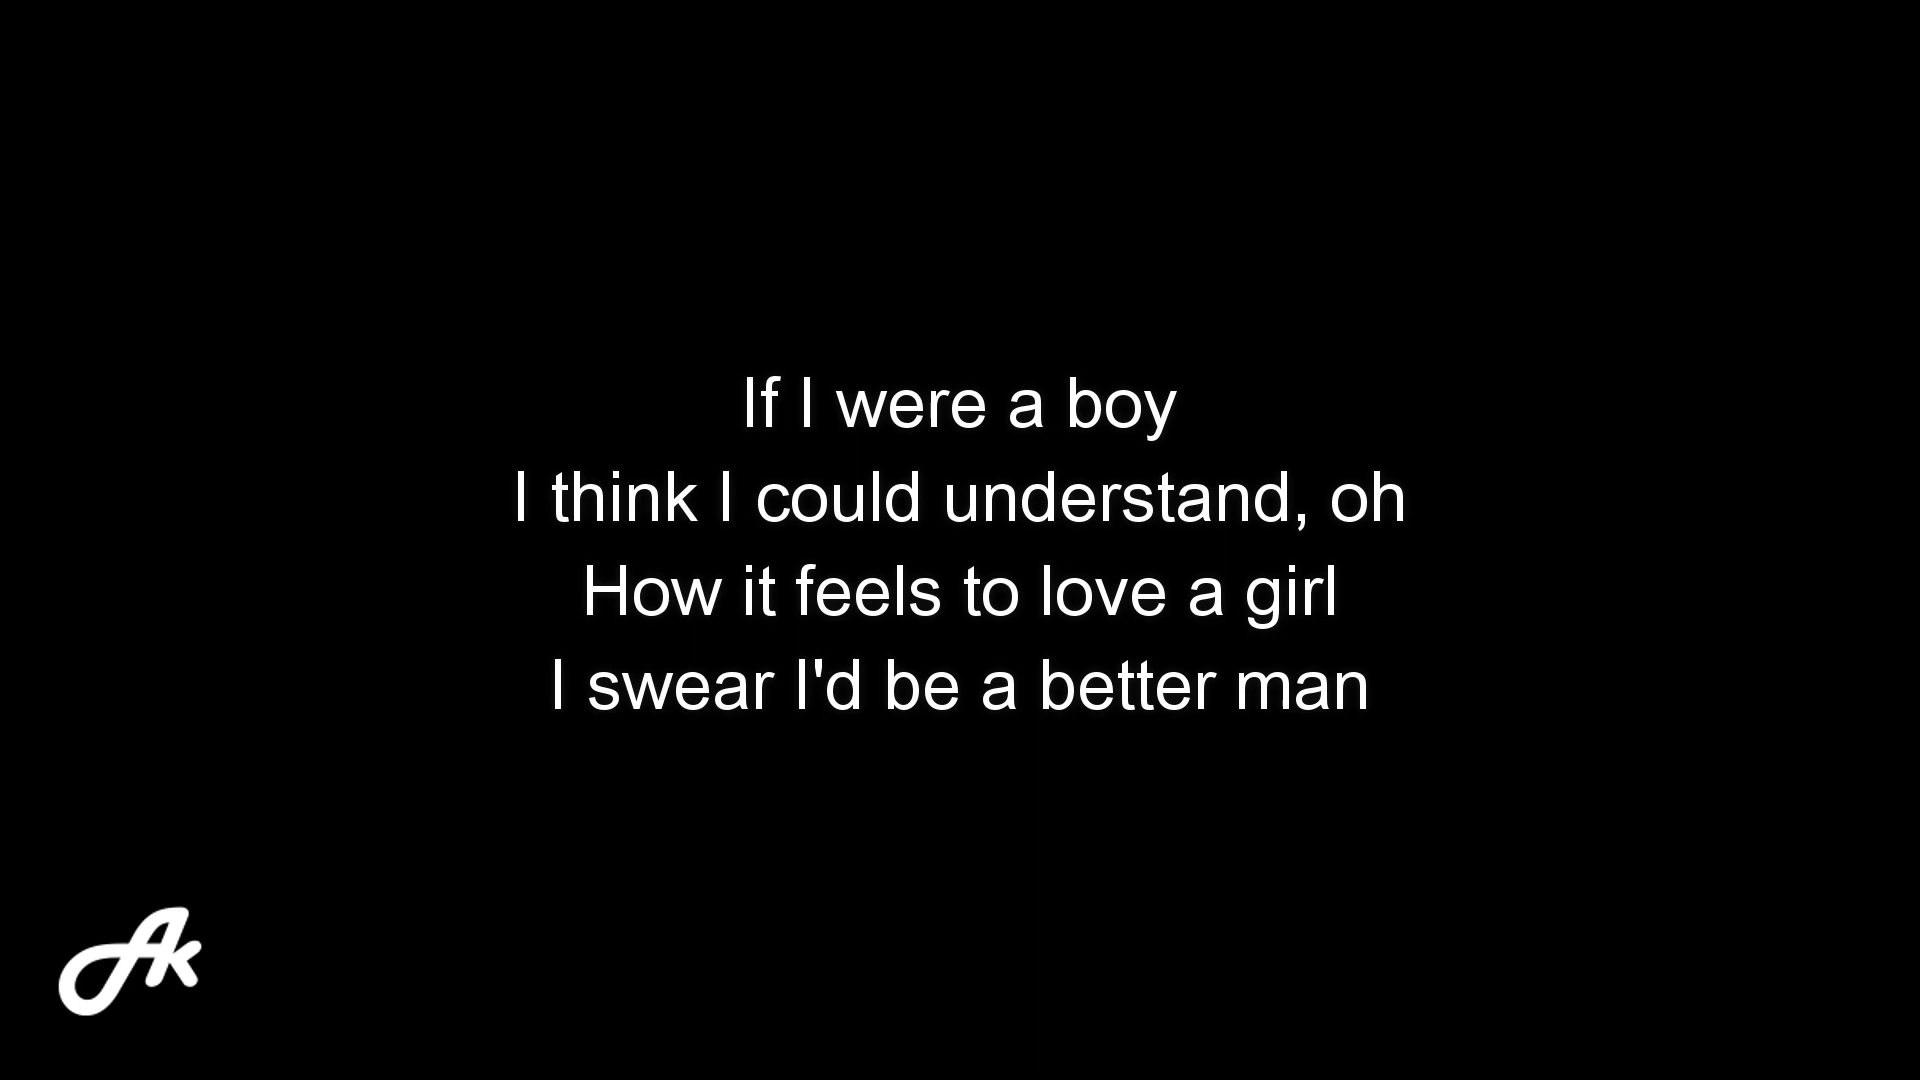 If I were a boy
I think I could understand, oh
How it feels to love a girl
I swear I'd be a better man
Ak